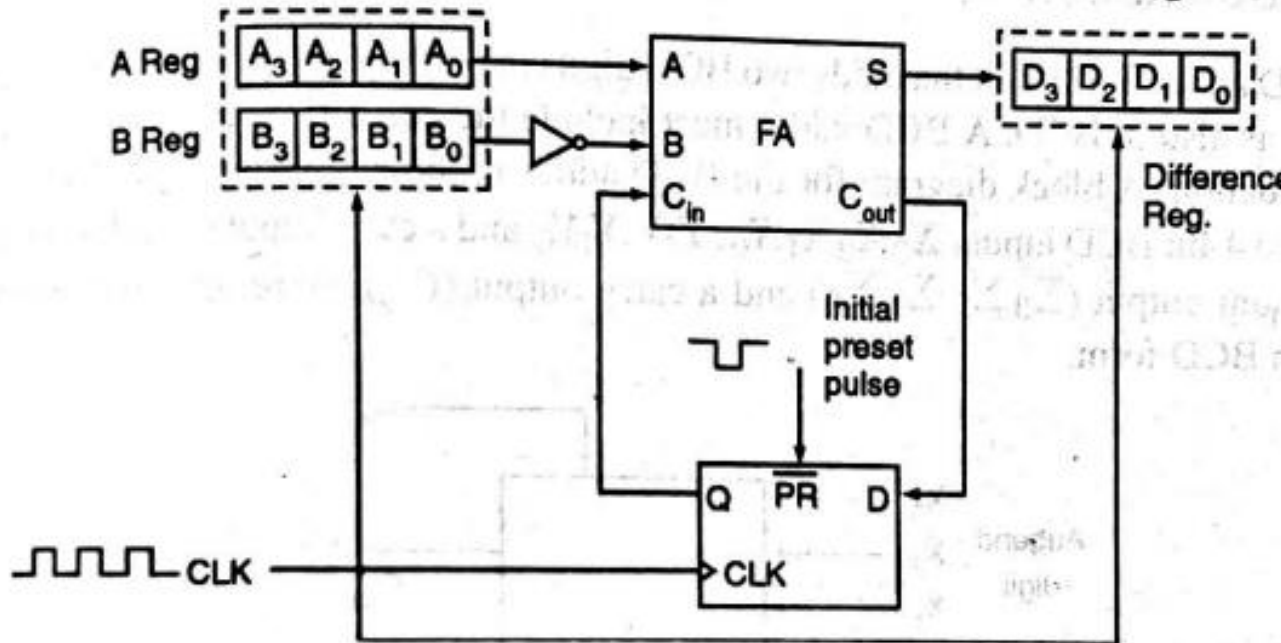 A Reg
A3 A2 A1 A0
B Reg
B3 B2 B1 B0
A S
B FA
Cin Cout
D3 D2 D1 D0
Difference
Reg.
Initial
preset
pulse
Q PR D
CLK
CLK